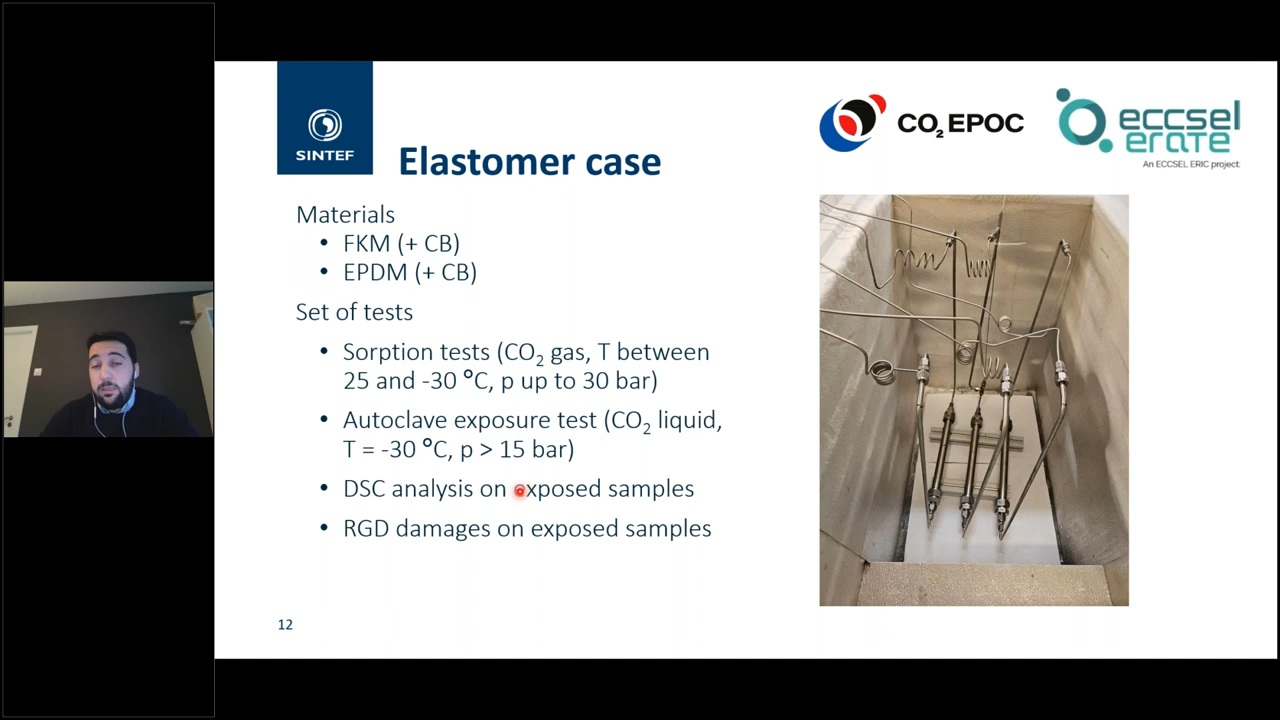 SINTEF
Elastomer case
CO₂ EPOC
eccsel
erate
An ECCSEL ERIC project
Materials
• FKM (+ CB)
• EPDM (+ CB)
Set of tests
• Sorption tests (CO₂ gas, T between
25 and -30 °C, p up to 30 bar)
• Autoclave exposure test (CO₂ liquid,
T = -30 °C, p > 15 bar)
• DSC analysis on exposed samples
• RGD damages on exposed samples
12